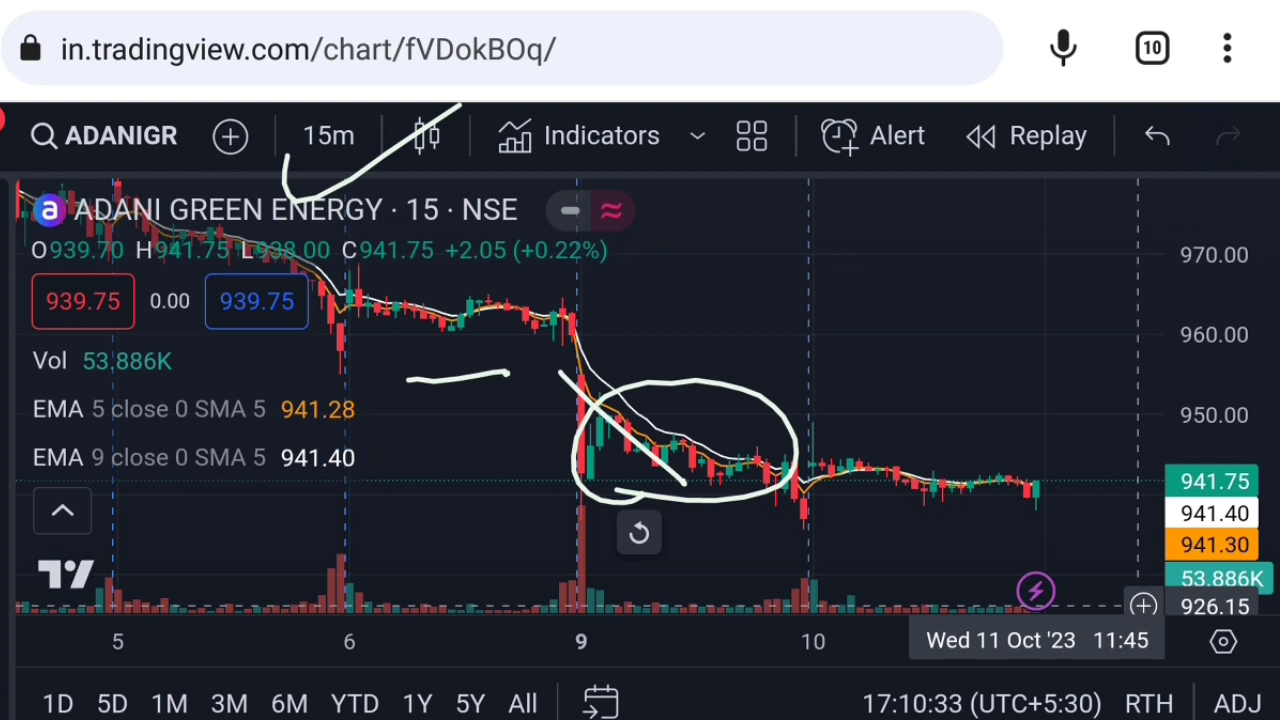 in.tradingview.com/chart/fVDokBOq/ 10
ADANIGR 15m Indicators Alert Replay
a ADANI GREEN ENERGY · 15 · NSE
O939.70 H941.75 L938.00 C941.75 +2.05 (+0.22%)
970.00
939.75 0.00 939.75
960.00
Vol 53.886K
EMA 5 close 0 SMA 5 941.28
950.00
EMA 9 close 0 SMA 5 941.40
941.75
941.40
941.30
53.886K
926.15
5 6 9 10 Wed 11 Oct '23 11:45
1D 5D 1M 3M 6M YTD 1Y 5Y All 17:10:33 (UTC+5:30) RTH ADJ